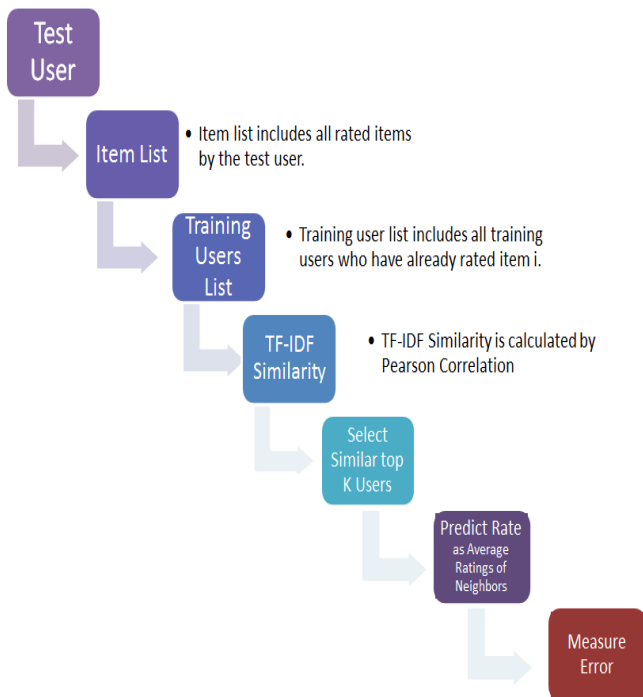 Test
User
Item List
• Item list includes all rated items
by the test user.
Training
Users
List
• Training user list includes all training
users who have already rated item i.
TF-IDF
Similarity
• TF-IDF Similarity is calculated by
Pearson Correlation
Select
Similar top
K Users
Predict Rate
as Average
Ratings of
Neighbors
Measure
Error